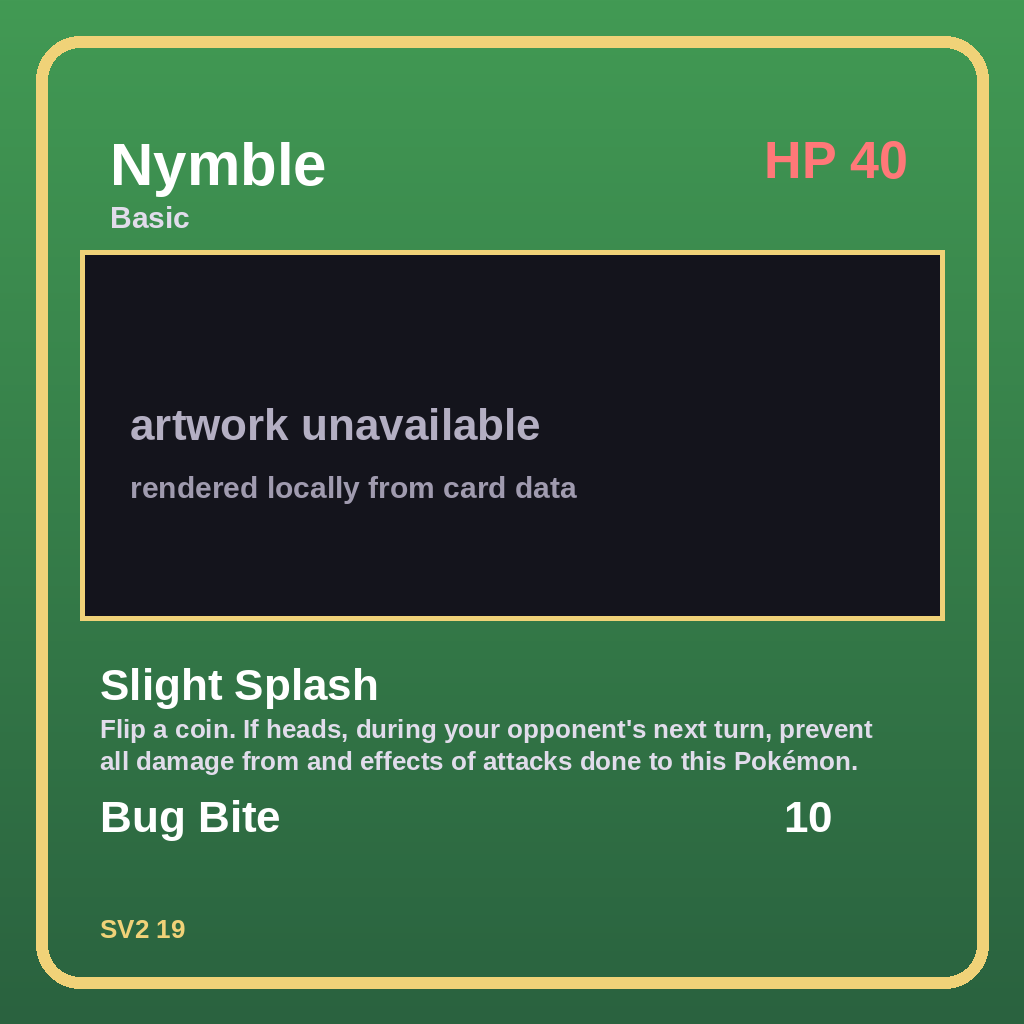 Nymble
HP 40
Basic
artwork unavailable
rendered locally from card data
Slight Splash
Flip a coin. If heads, during your opponent's next turn, prevent
all damage from and effects of attacks done to this Pokémon.
Bug Bite 10
SV2 19